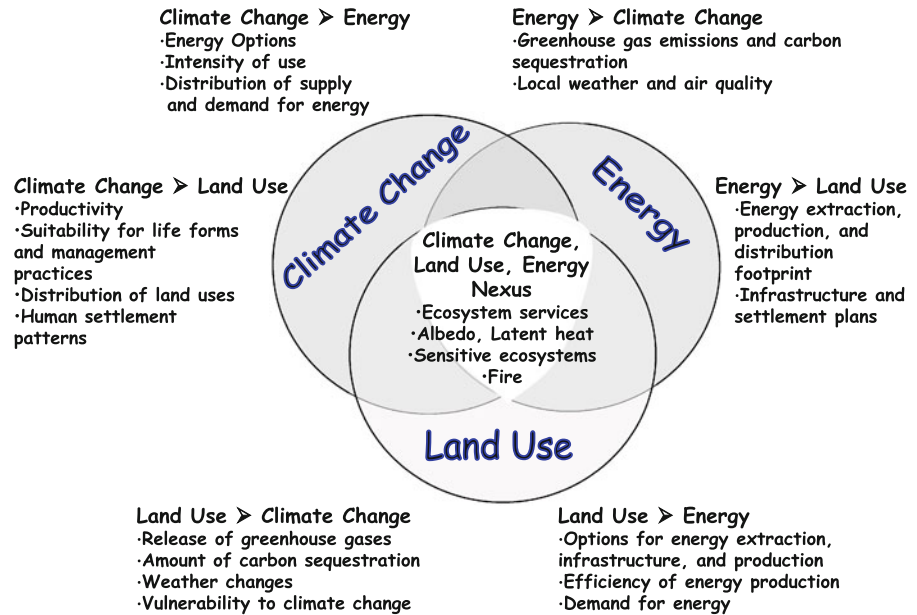 Climate Change ➢ Energy
·Energy Options
·Intensity of use
·Distribution of supply
and demand for energy
Energy ➢ Climate Change
·Greenhouse gas emissions and carbon
sequestration
·Local weather and air quality
Climate Change
Energy
Climate Change ➢ Land Use
·Productivity
·Suitability for life forms
and management
practices
·Distribution of land uses
·Human settlement
patterns
Climate Change,
Land Use, Energy
Nexus
·Ecosystem services
·Albedo, Latent heat
·Sensitive ecosystems
·Fire
Energy ➢ Land Use
·Energy extraction,
production, and
distribution
footprint
·Infrastructure and
settlement plans
Land Use
Land Use ➢ Climate Change
·Release of greenhouse gases
·Amount of carbon sequestration
·Weather changes
·Vulnerability to climate change
Land Use ➢ Energy
·Options for energy extraction,
infrastructure, and production
·Efficiency of energy production
·Demand for energy